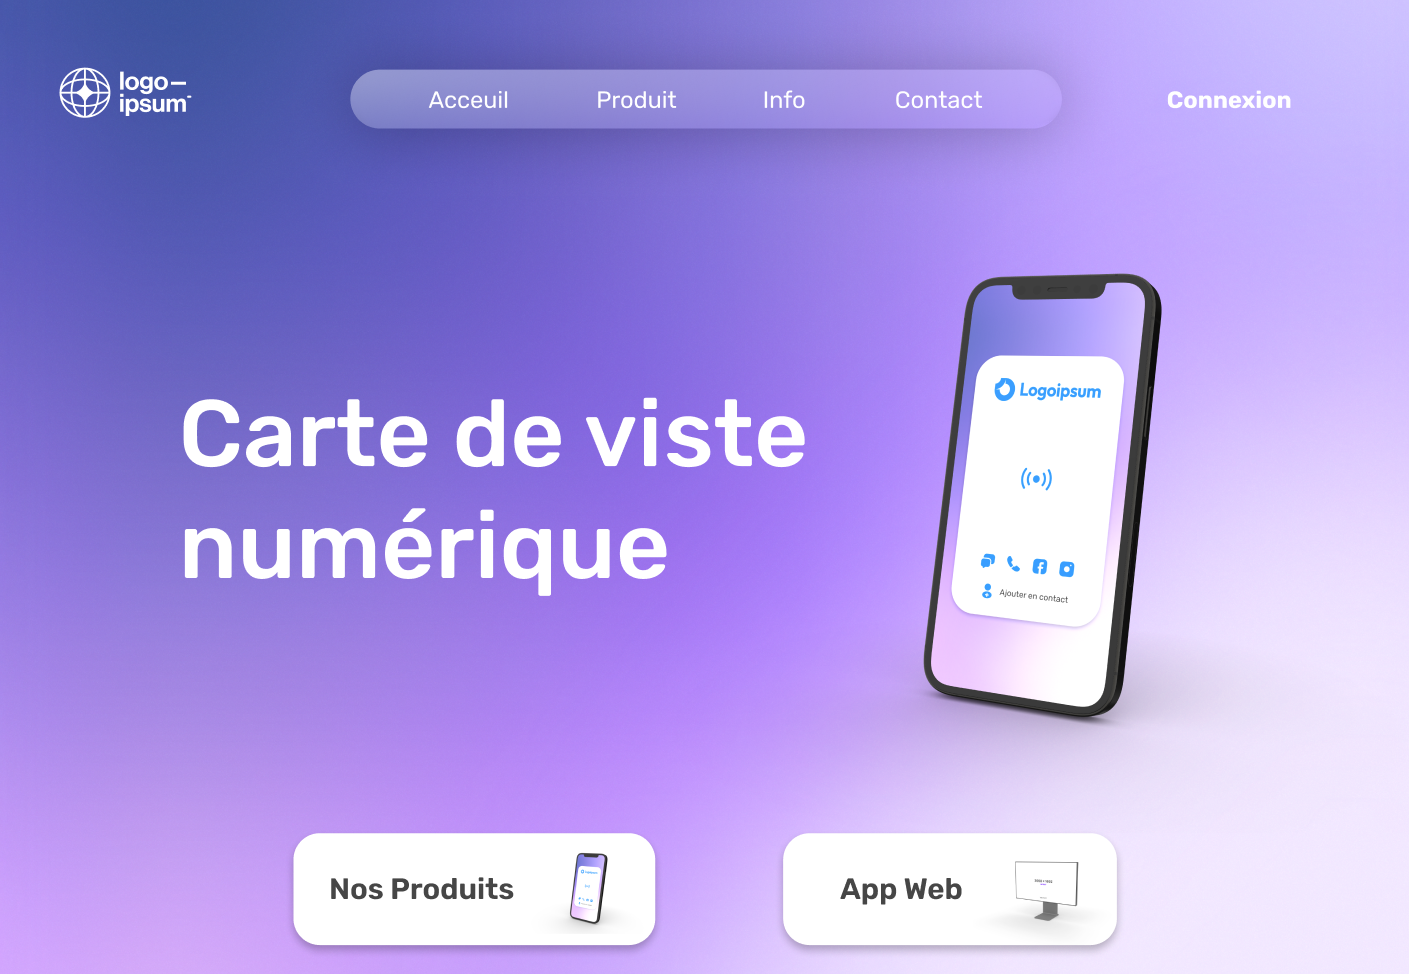 logo
ipsum
Acceuil
Produit
Info
Contact
Connexion
Carte de viste
numérique
Logoipsum
Ajouter en contact
Nos Produits
App Web